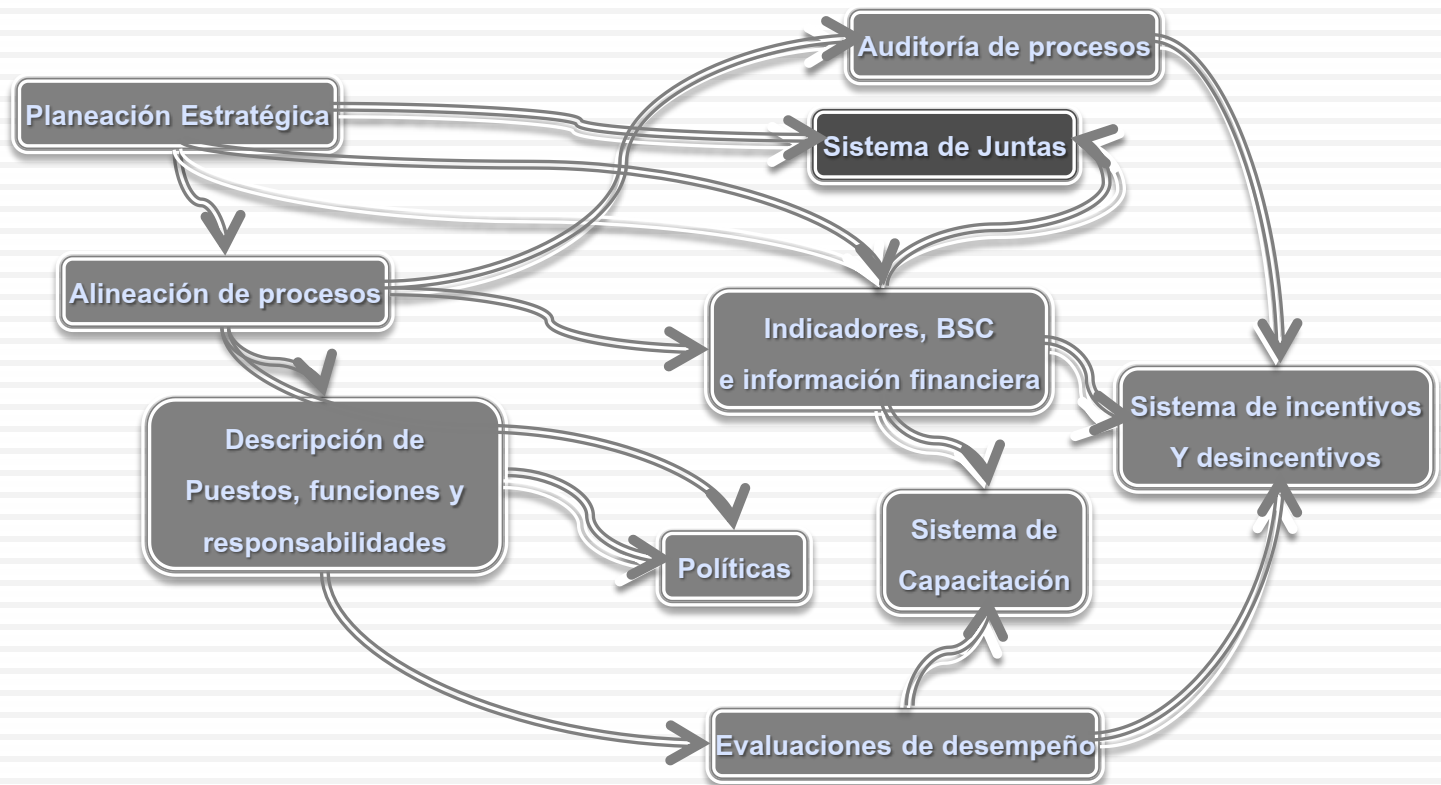 Auditoría de procesos
Planeación Estratégica
Sistema de Juntas
Alineación de procesos
Indicadores, BSC
e información financiera
Sistema de incentivos
Y desincentivos
Descripción de
Puestos, funciones y
responsabilidades
Políticas
Sistema de
Capacitación
Evaluaciones de desempeño